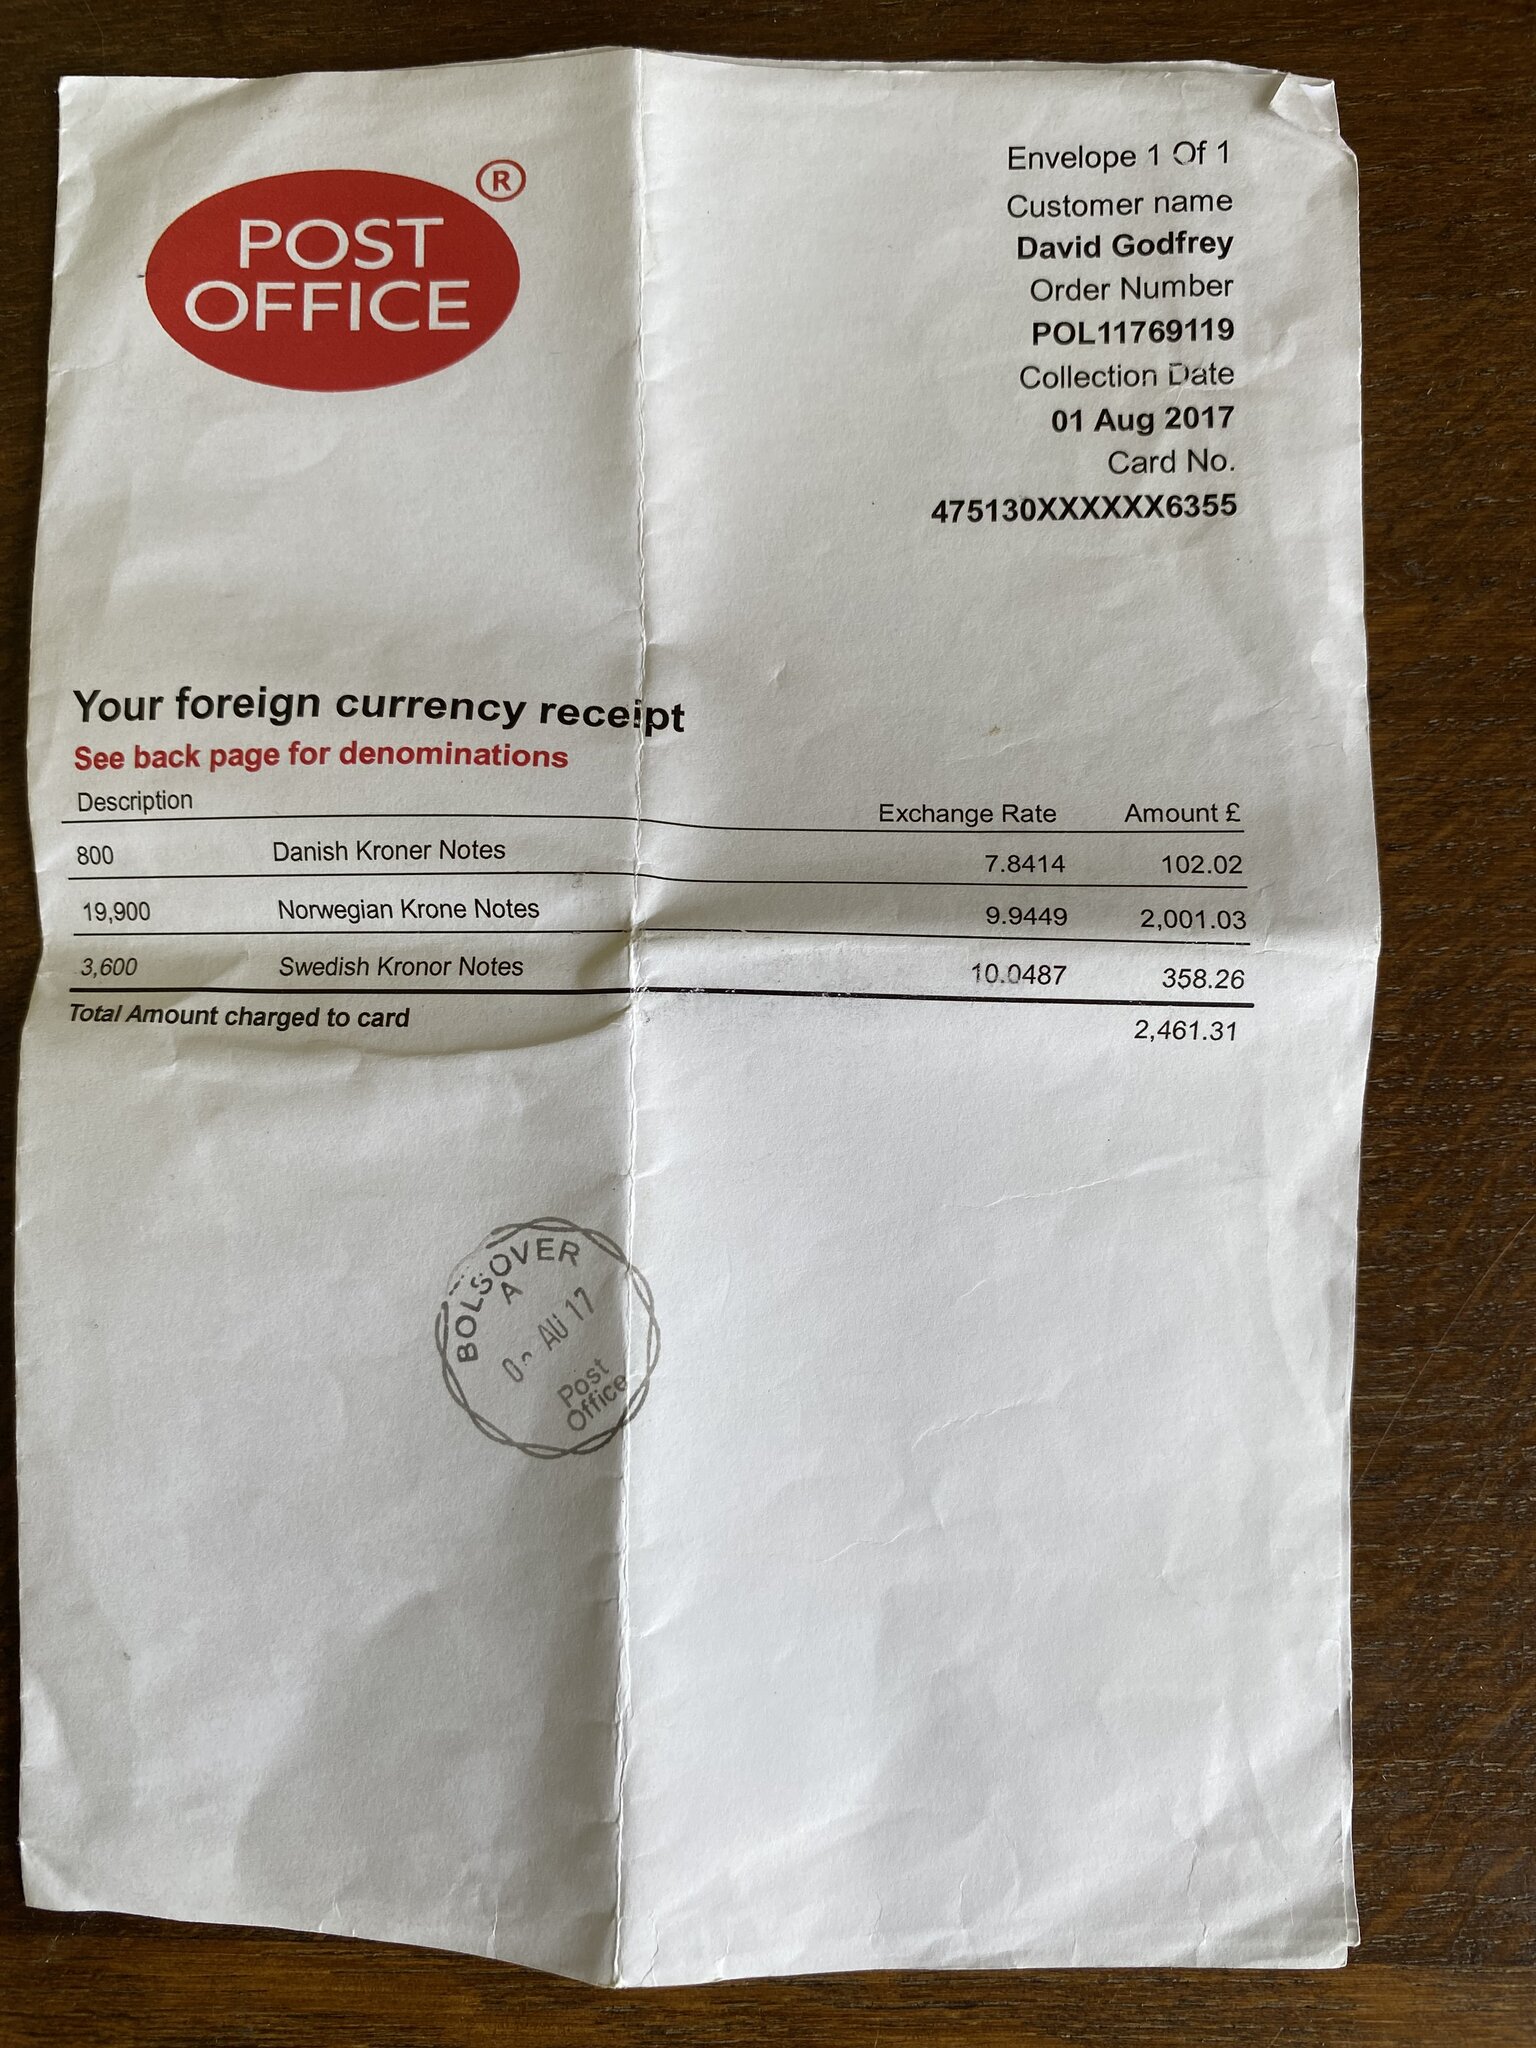 POST
OFFICE
®
Envelope 1 Of 1
Customer name
David Godfrey
Order Number
POL11769119
Collection Date
01 Aug 2017
Card No.
475130XXXXXX6355
Your foreign currency receipt
See back page for denominations
Description Exchange Rate Amount £
800 Danish Kroner Notes 7.8414 102.02
19,900 Norwegian Krone Notes 9.9449 2,001.03
3,600 Swedish Kronor Notes 10.0487 358.26
Total Amount charged to card 2,461.31
BOLSOVER
A
AU 17
Post
Office